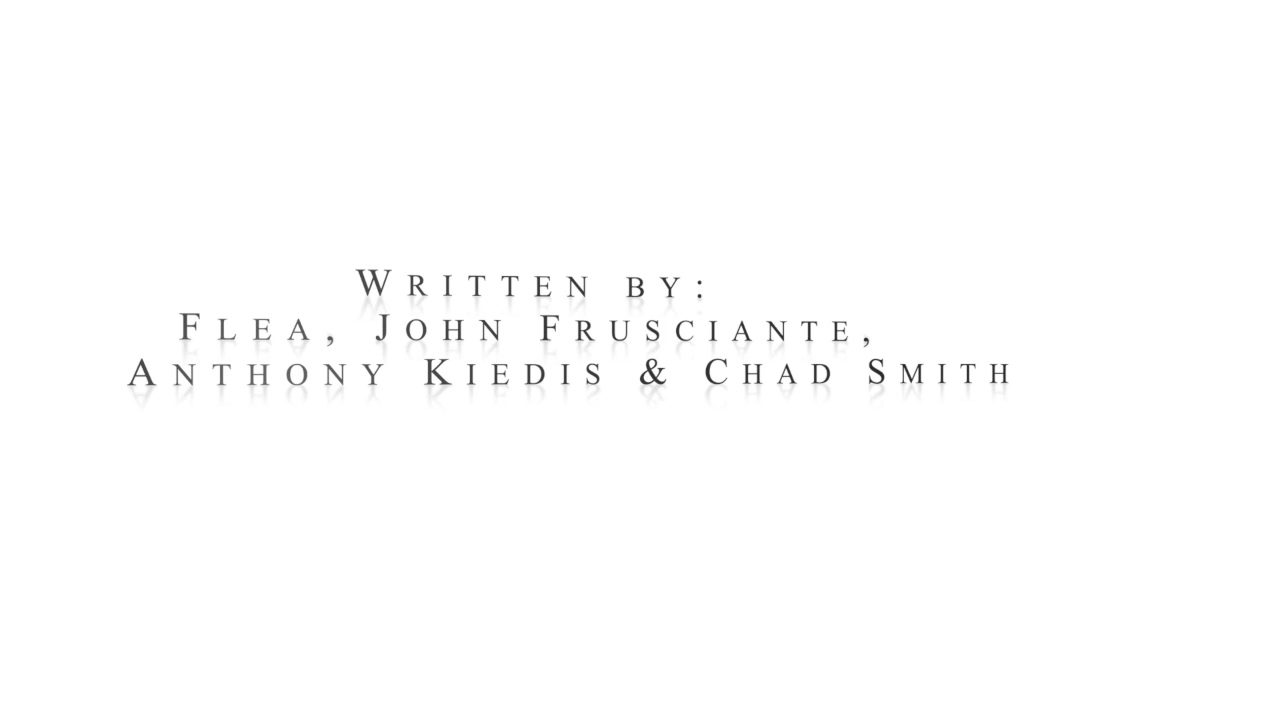 Written by:
Flea, John Frusciante,
Anthony Kiedis & Chad Smith